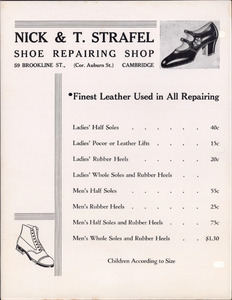 NICK & T. STRAFEL
SHOE REPAIRING SHOP
59 BROOKLINE ST., (Cor. Auburn St.) CAMBRIDGE
•Finest Leather Used in All Repairing
Ladies' Half Soles . . . . . 40c
Ladies' Pocor or Leather Lifts . . . . 15c
Ladies' Rubber Heels . . . . 20c
Ladies' Whole Soles and Rubber Heels . .
Men's Half Soles . . . . . 55c
Men's Rubber Heels . . . . . 25c
Men's Half Soles and Rubber Heels . . . 75c
Men's Whole Soles and Rubber Heels . . $1.30
Children According to Size